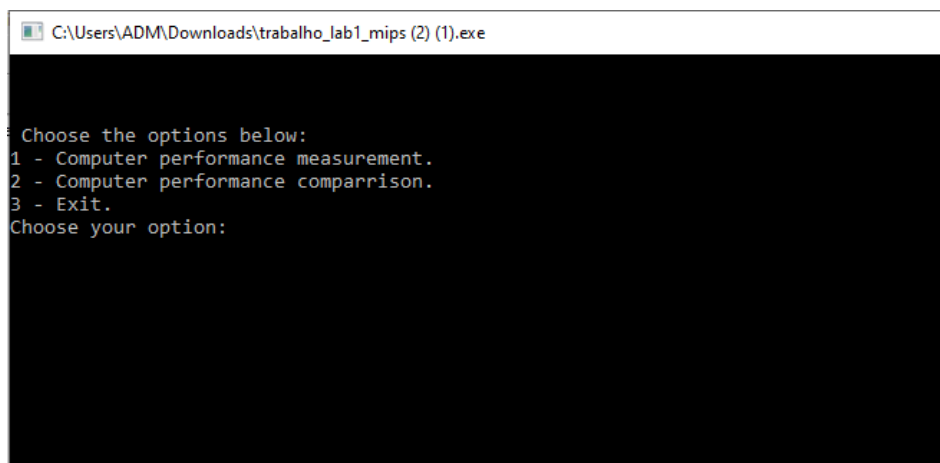 C:\Users\ADM\Downloads\trabalho_lab1_mips (2) (1).exe
Choose the options below:
1 - Computer performance measurement.
2 - Computer performance comparrison.
3 - Exit.
Choose your option: